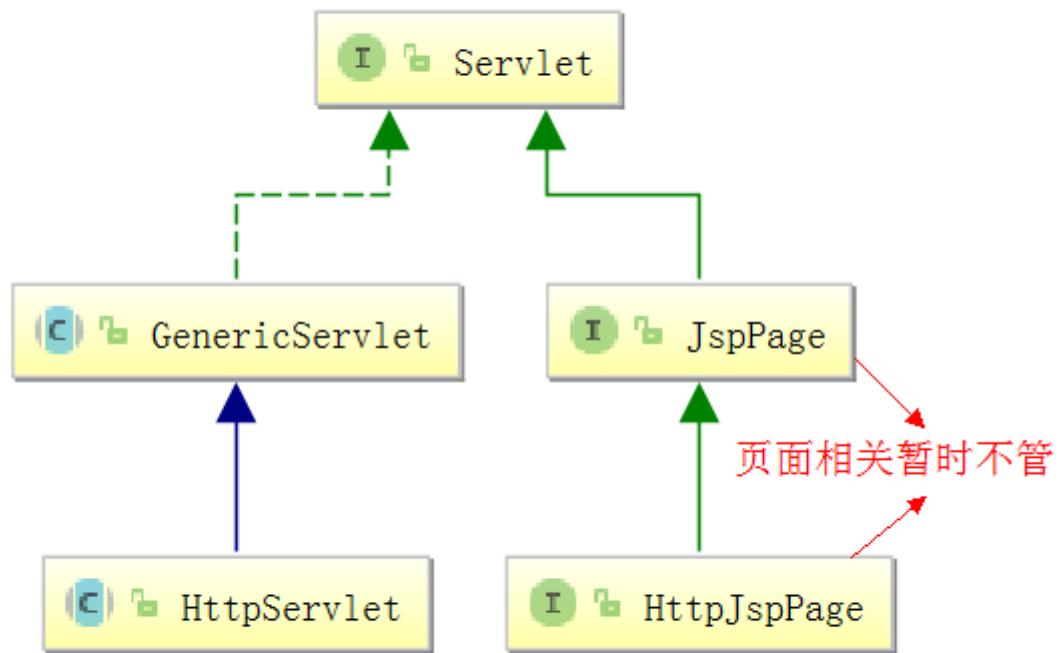 I Servlet
C GenericServlet
I JspPage
页面相关暂时不管
C HttpServlet
I HttpJspPage